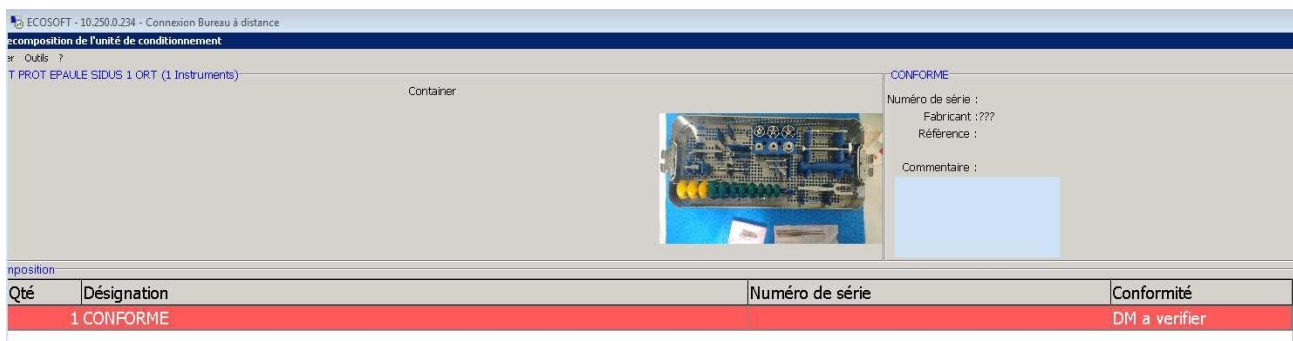 ECOSOFT - 10.250.0.234 - Connexion Bureau à distance
ecomposition de l'unité de conditionnement
er Outils ?
T PROT EPAULE SIDUS 1 ORT (1 Instruments)
Container
CONFORME
Numéro de série :
Fabricant :???
Référence :
Commentaire :
mposition
Qté Désignation Numéro de série Conformité
1 CONFORME DM a verifier